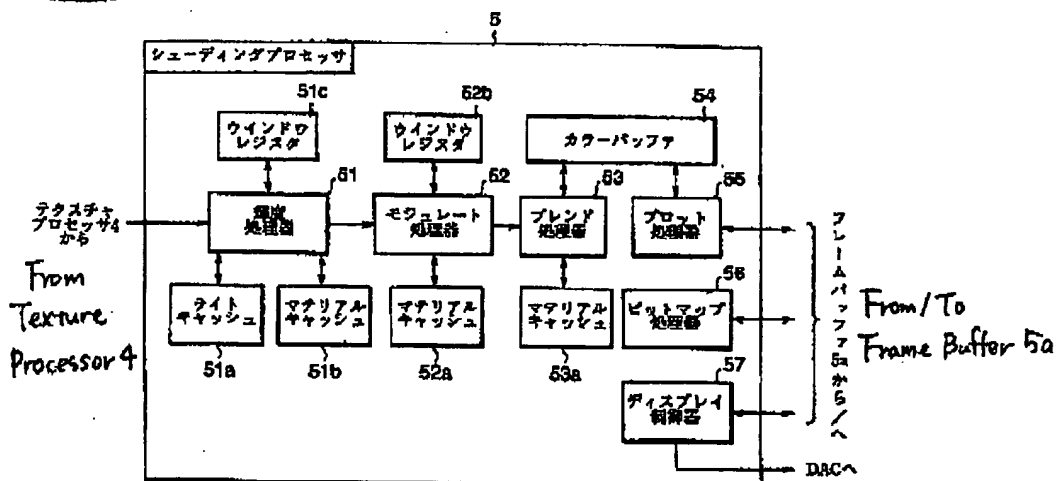 5
シェーディングプロセッサ
51c
52b
54
ウインドウ
レジスタ
ウインドウ
レジスタ
カラーバッファ
51
52
53
55
テクスチャ
プロセッサ4
から
輝度
処理器
モジュレート
処理器
ブレンド
処理器
プロット
処理器
From
Texture
Processor 4
ライト
キャッシュ
マテリアル
キャッシュ
マテリアル
キャッシュ
マテリアル
キャッシュ
56
ビットマップ
処理器
51a
51b
52a
53a
57
ディスプレイ
制御器
フレームバッファ5aから/へ
From/To
Frame Buffer 5a
DACへ